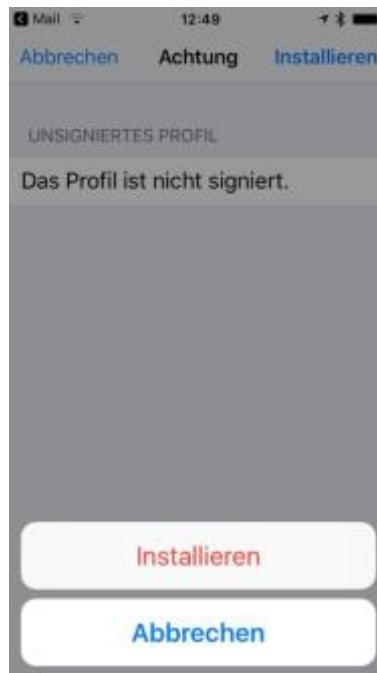 Mail 12:49
Abbrechen Achtung Installieren
UNSIGNIERTES PROFIL
Das Profil ist nicht signiert.
Installieren
Abbrechen